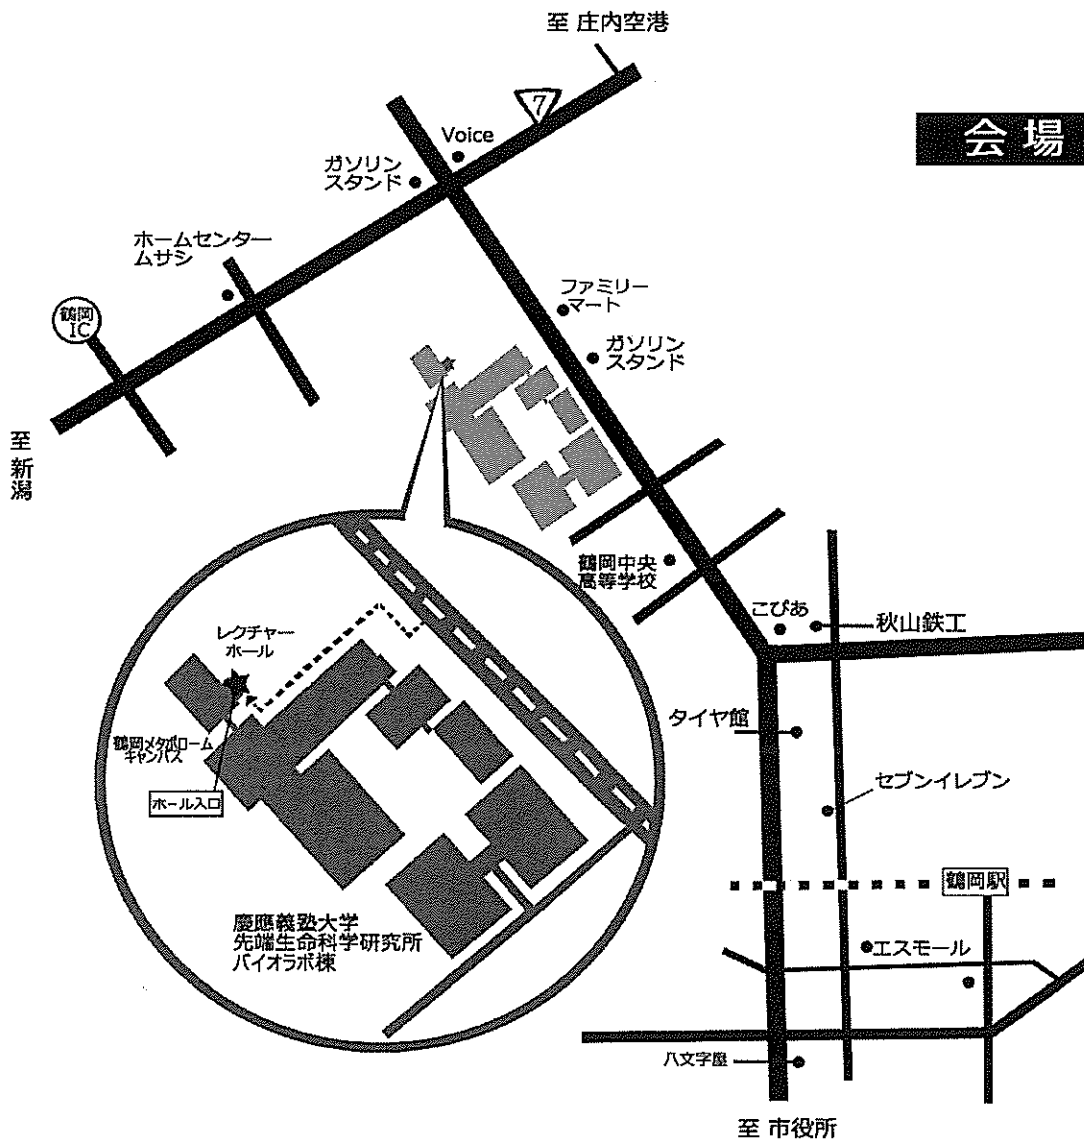 至 庄内空港
7
会場
Voice
ガソリン
スタンド
ホームセンター
ムサシ
鶴岡
IC
ファミリー
マート
ガソリン
スタンド
至
新
潟
鶴岡中央
高等学校
こぴあ
秋山鉄工
レクチャー
ホール
タイヤ館
鶴岡メタボローム
キャンパス
セブンイレブン
ホール入口
鶴岡駅
慶應義塾大学
先端生命科学研究所
バイオラボ棟
エスモール
八文字屋
至 市役所